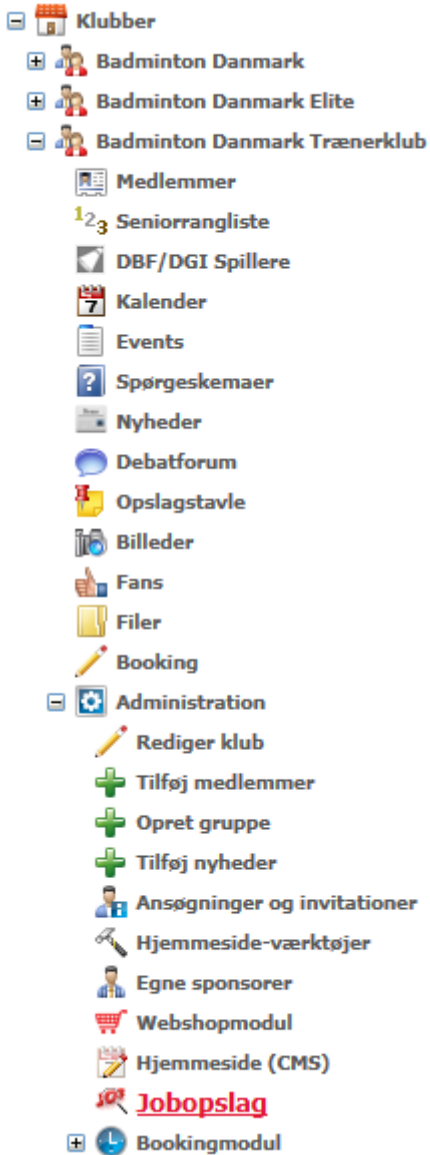 Klubber
Badminton Danmark
Badminton Danmark Elite
Badminton Danmark Trænerklub
Medlemmer
123 Seniorrangliste
DBF/DGI Spillere
7 Kalender
Events
? Spørgeskemaer
Nyheder
Debatforum
Opslagstavle
Billeder
Fans
Filer
Booking
Administration
Rediger klub
Tilføj medlemmer
Opret gruppe
Tilføj nyheder
Ansøgninger og invitationer
Hjemmeside-værktøjer
Egne sponsorer
Webshopmodul
Hjemmeside (CMS)
Jobopslag
Bookingmodul